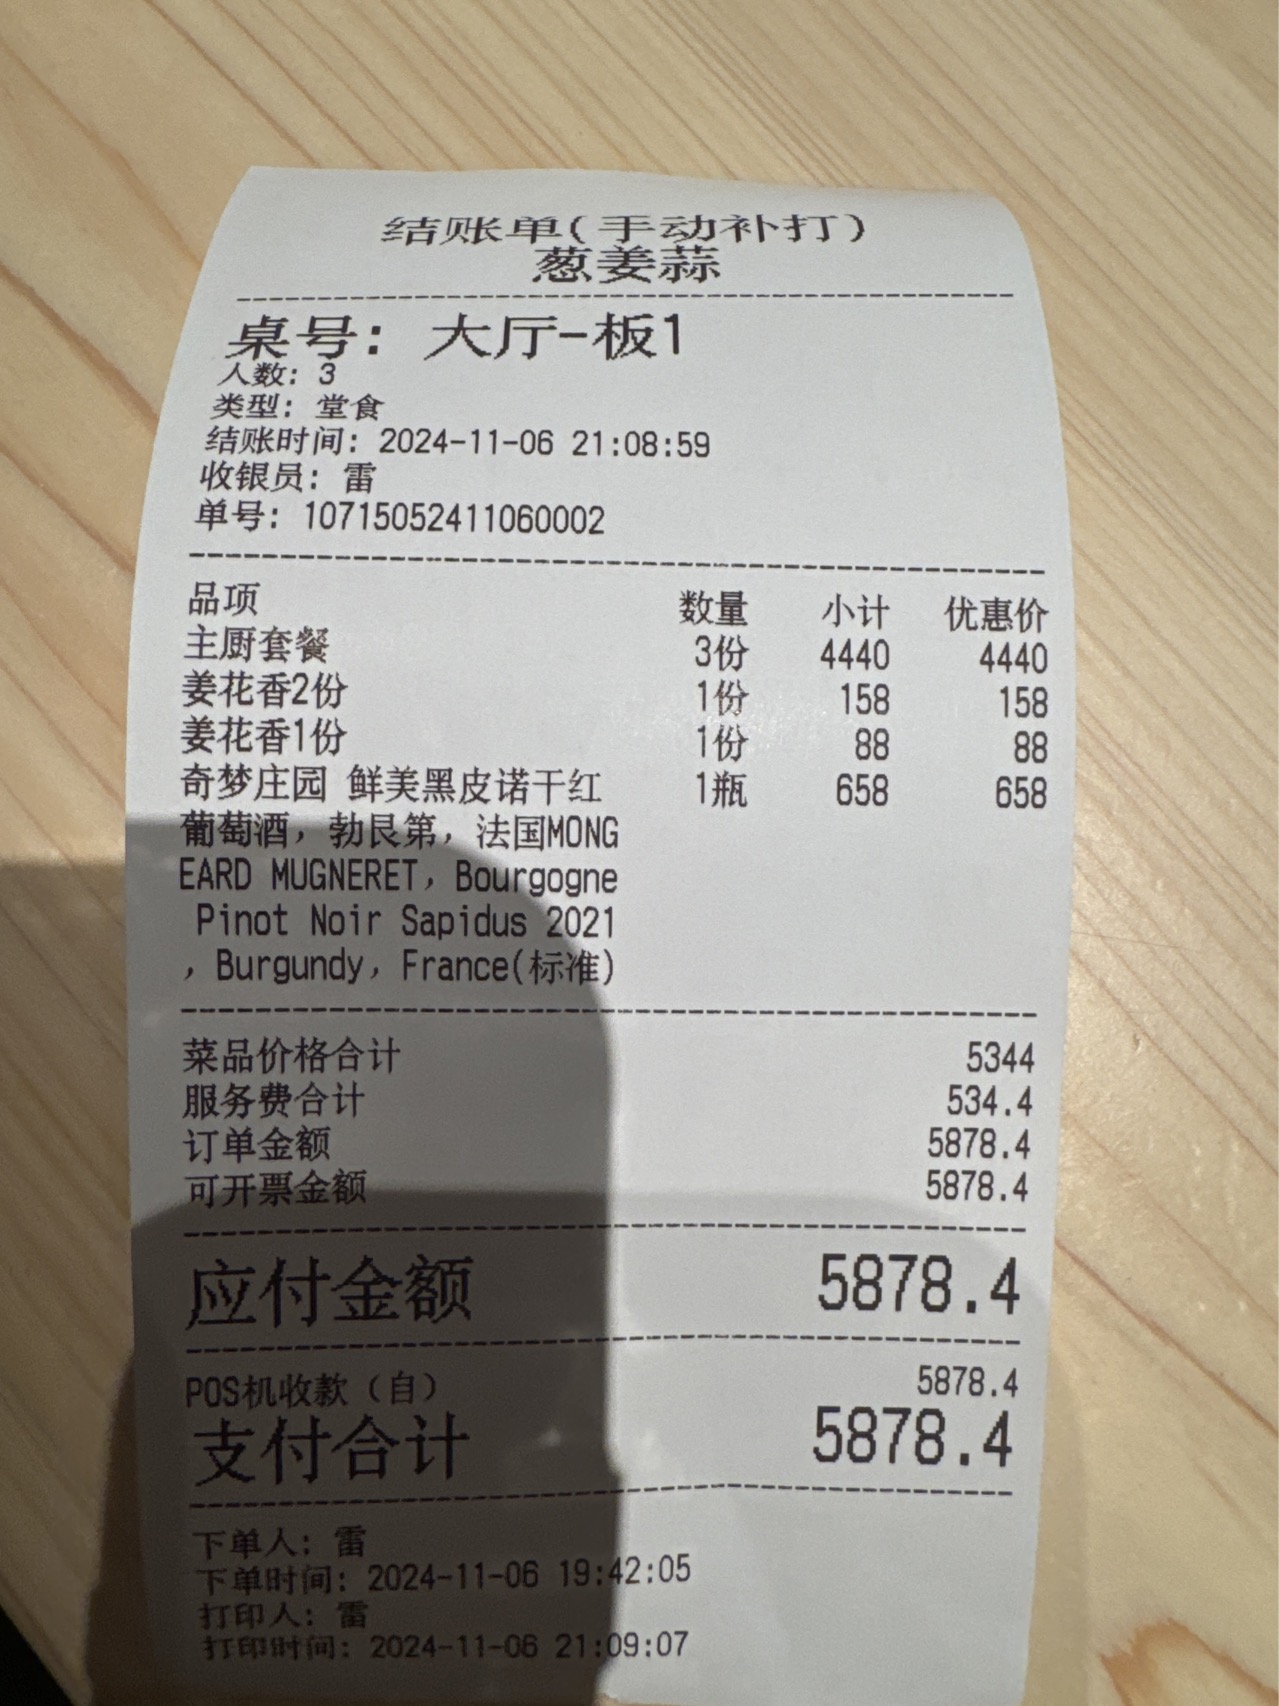 结账单(手动补打)
葱姜蒜
桌号: 大厅-板1
人数: 3
类型: 堂食
结账时间: 2024-11-06 21:08:59
收银员: 雷
单号: 10715052411060002
品项 数量 小计 优惠价
主厨套餐 3份 4440 4440
姜花香2份 1份 158 158
姜花香1份 1份 88 88
奇梦庄园 鲜美黑皮诺干红 1瓶 658 658
葡萄酒, 勃艮第, 法国MONG
EARD MUGNERET, Bourgogne
Pinot Noir Sapidus 2021
, Burgundy, France(标准)
菜品价格合计 5344
服务费合计 534.4
订单金额 5878.4
可开票金额 5878.4
应付金额 5878.4
POS机收款（自） 5878.4
支付合计 5878.4
下单人: 雷
下单时间: 2024-11-06 19:42:05
打印人: 雷
打印时间: 2024-11-06 21:09:07